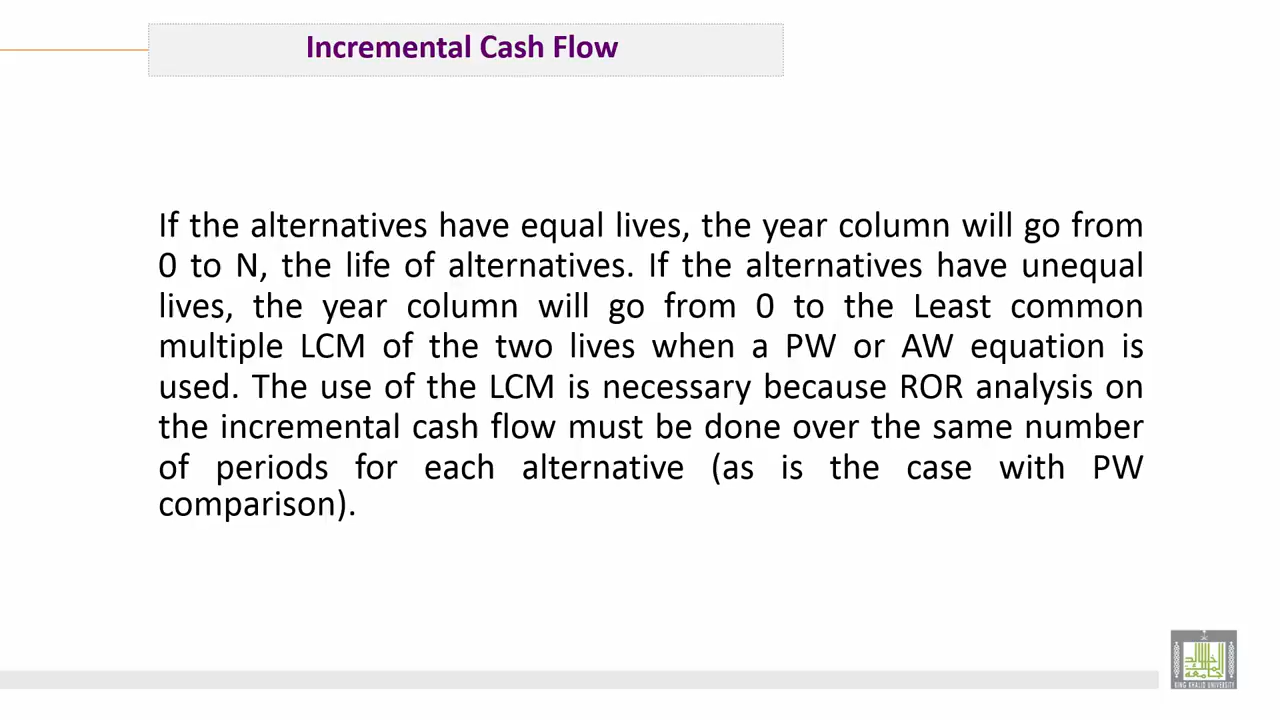 Incremental Cash Flow
If the alternatives have equal lives, the year column will go from
0 to N, the life of alternatives. If the alternatives have unequal
lives, the year column will go from 0 to the Least common
multiple LCM of the two lives when a PW or AW equation is
used. The use of the LCM is necessary because ROR analysis on
the incremental cash flow must be done over the same number
of periods for each alternative (as is the case with PW
comparison).
KING KHALID UNIVERSITY